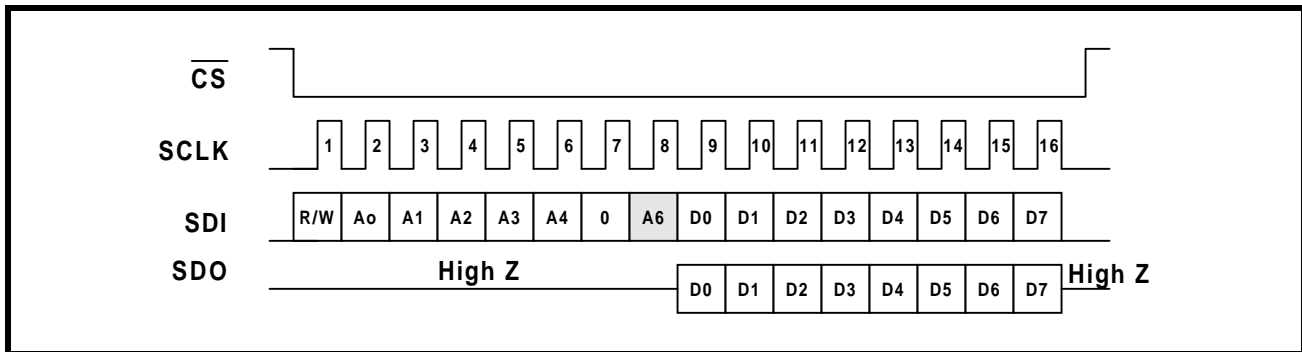 CS
SCLK 1 2 3 4 5 6 7 8 9 10 11 12 13 14 15 16
SDI R/W Ao A1 A2 A3 A4 0 A6 D0 D1 D2 D3 D4 D5 D6 D7
SDO High Z D0 D1 D2 D3 D4 D5 D6 D7 High Z